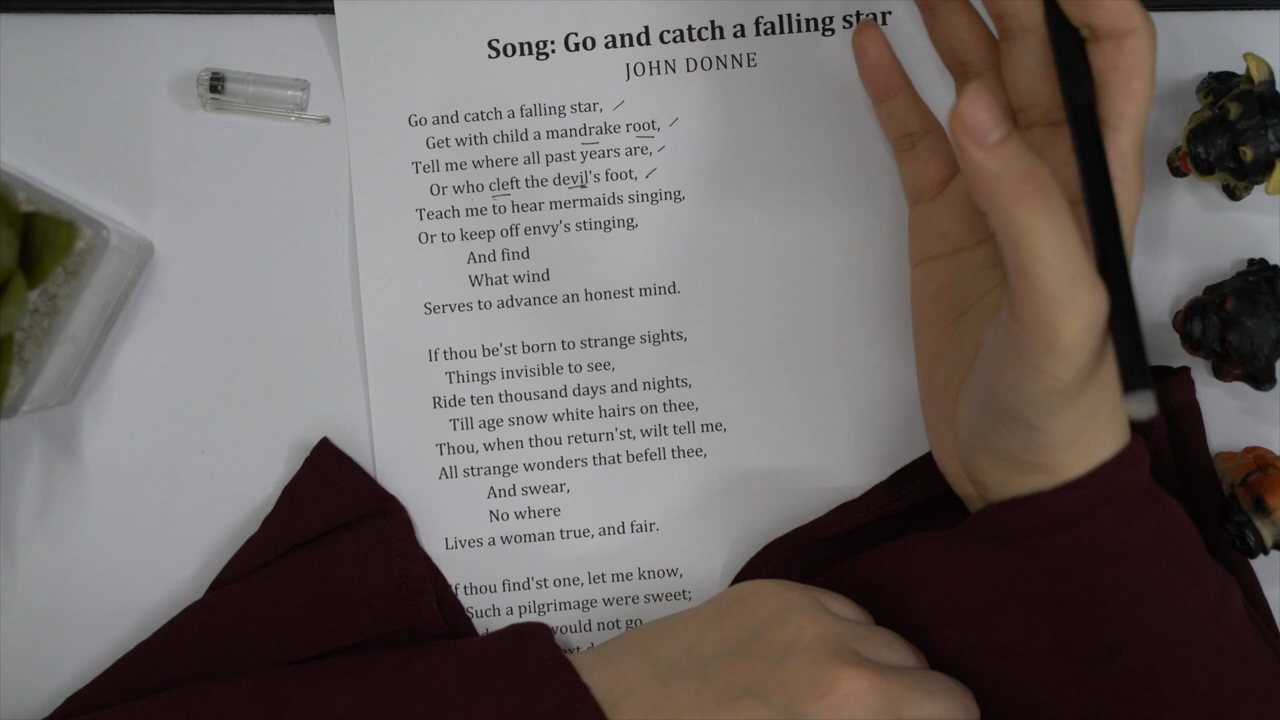 Song: Go and catch a falling star
JOHN DONNE
Go and catch a falling star,
Get with child a mandrake root,
Tell me where all past years are,
Or who cleft the devil's foot,
Teach me to hear mermaids singing,
Or to keep off envy's stinging,
And find
What wind
Serves to advance an honest mind.
If thou be'st born to strange sights,
Things invisible to see,
Ride ten thousand days and nights,
Till age snow white hairs on thee,
Thou, when thou return'st, wilt tell me,
All strange wonders that befell thee,
And swear,
No where
Lives a woman true, and fair.
If thou find'st one, let me know,
Such a pilgrimage were sweet;
would not go